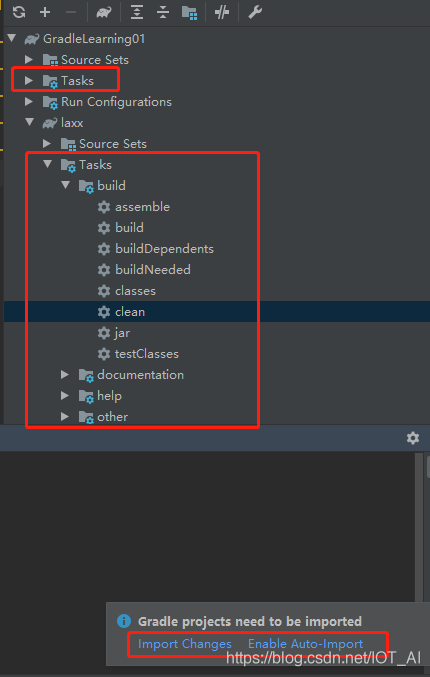 GradleLearning01
Source Sets
Tasks
Run Configurations
laxx
Source Sets
Tasks
build
assemble
build
buildDependents
buildNeeded
classes
clean
jar
testClasses
documentation
help
other
Gradle projects need to be imported
Import Changes Enable Auto-Import
https://blog.csdn.net/IOT_AI